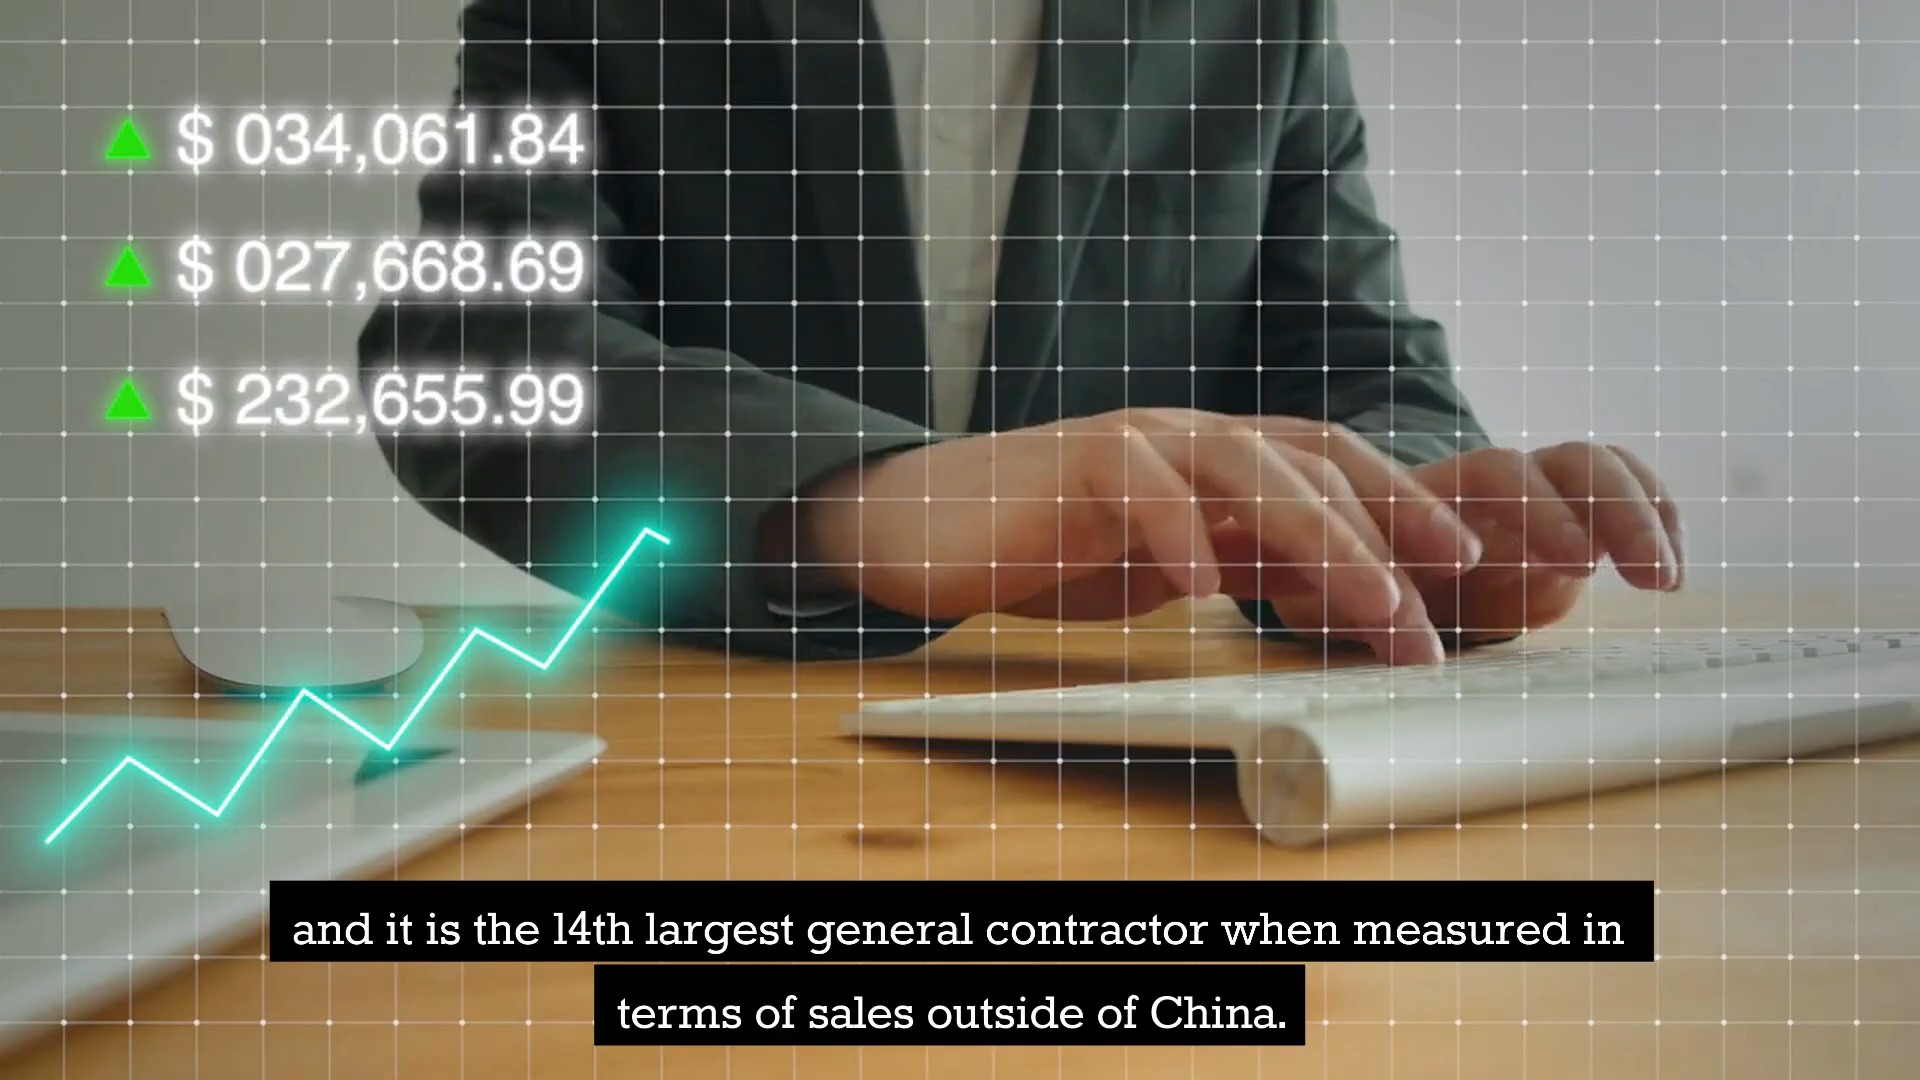 $ 034,061.84
$ 027,668.69
$ 232,655.99
and it is the 14th largest general contractor when measured in
terms of sales outside of China.